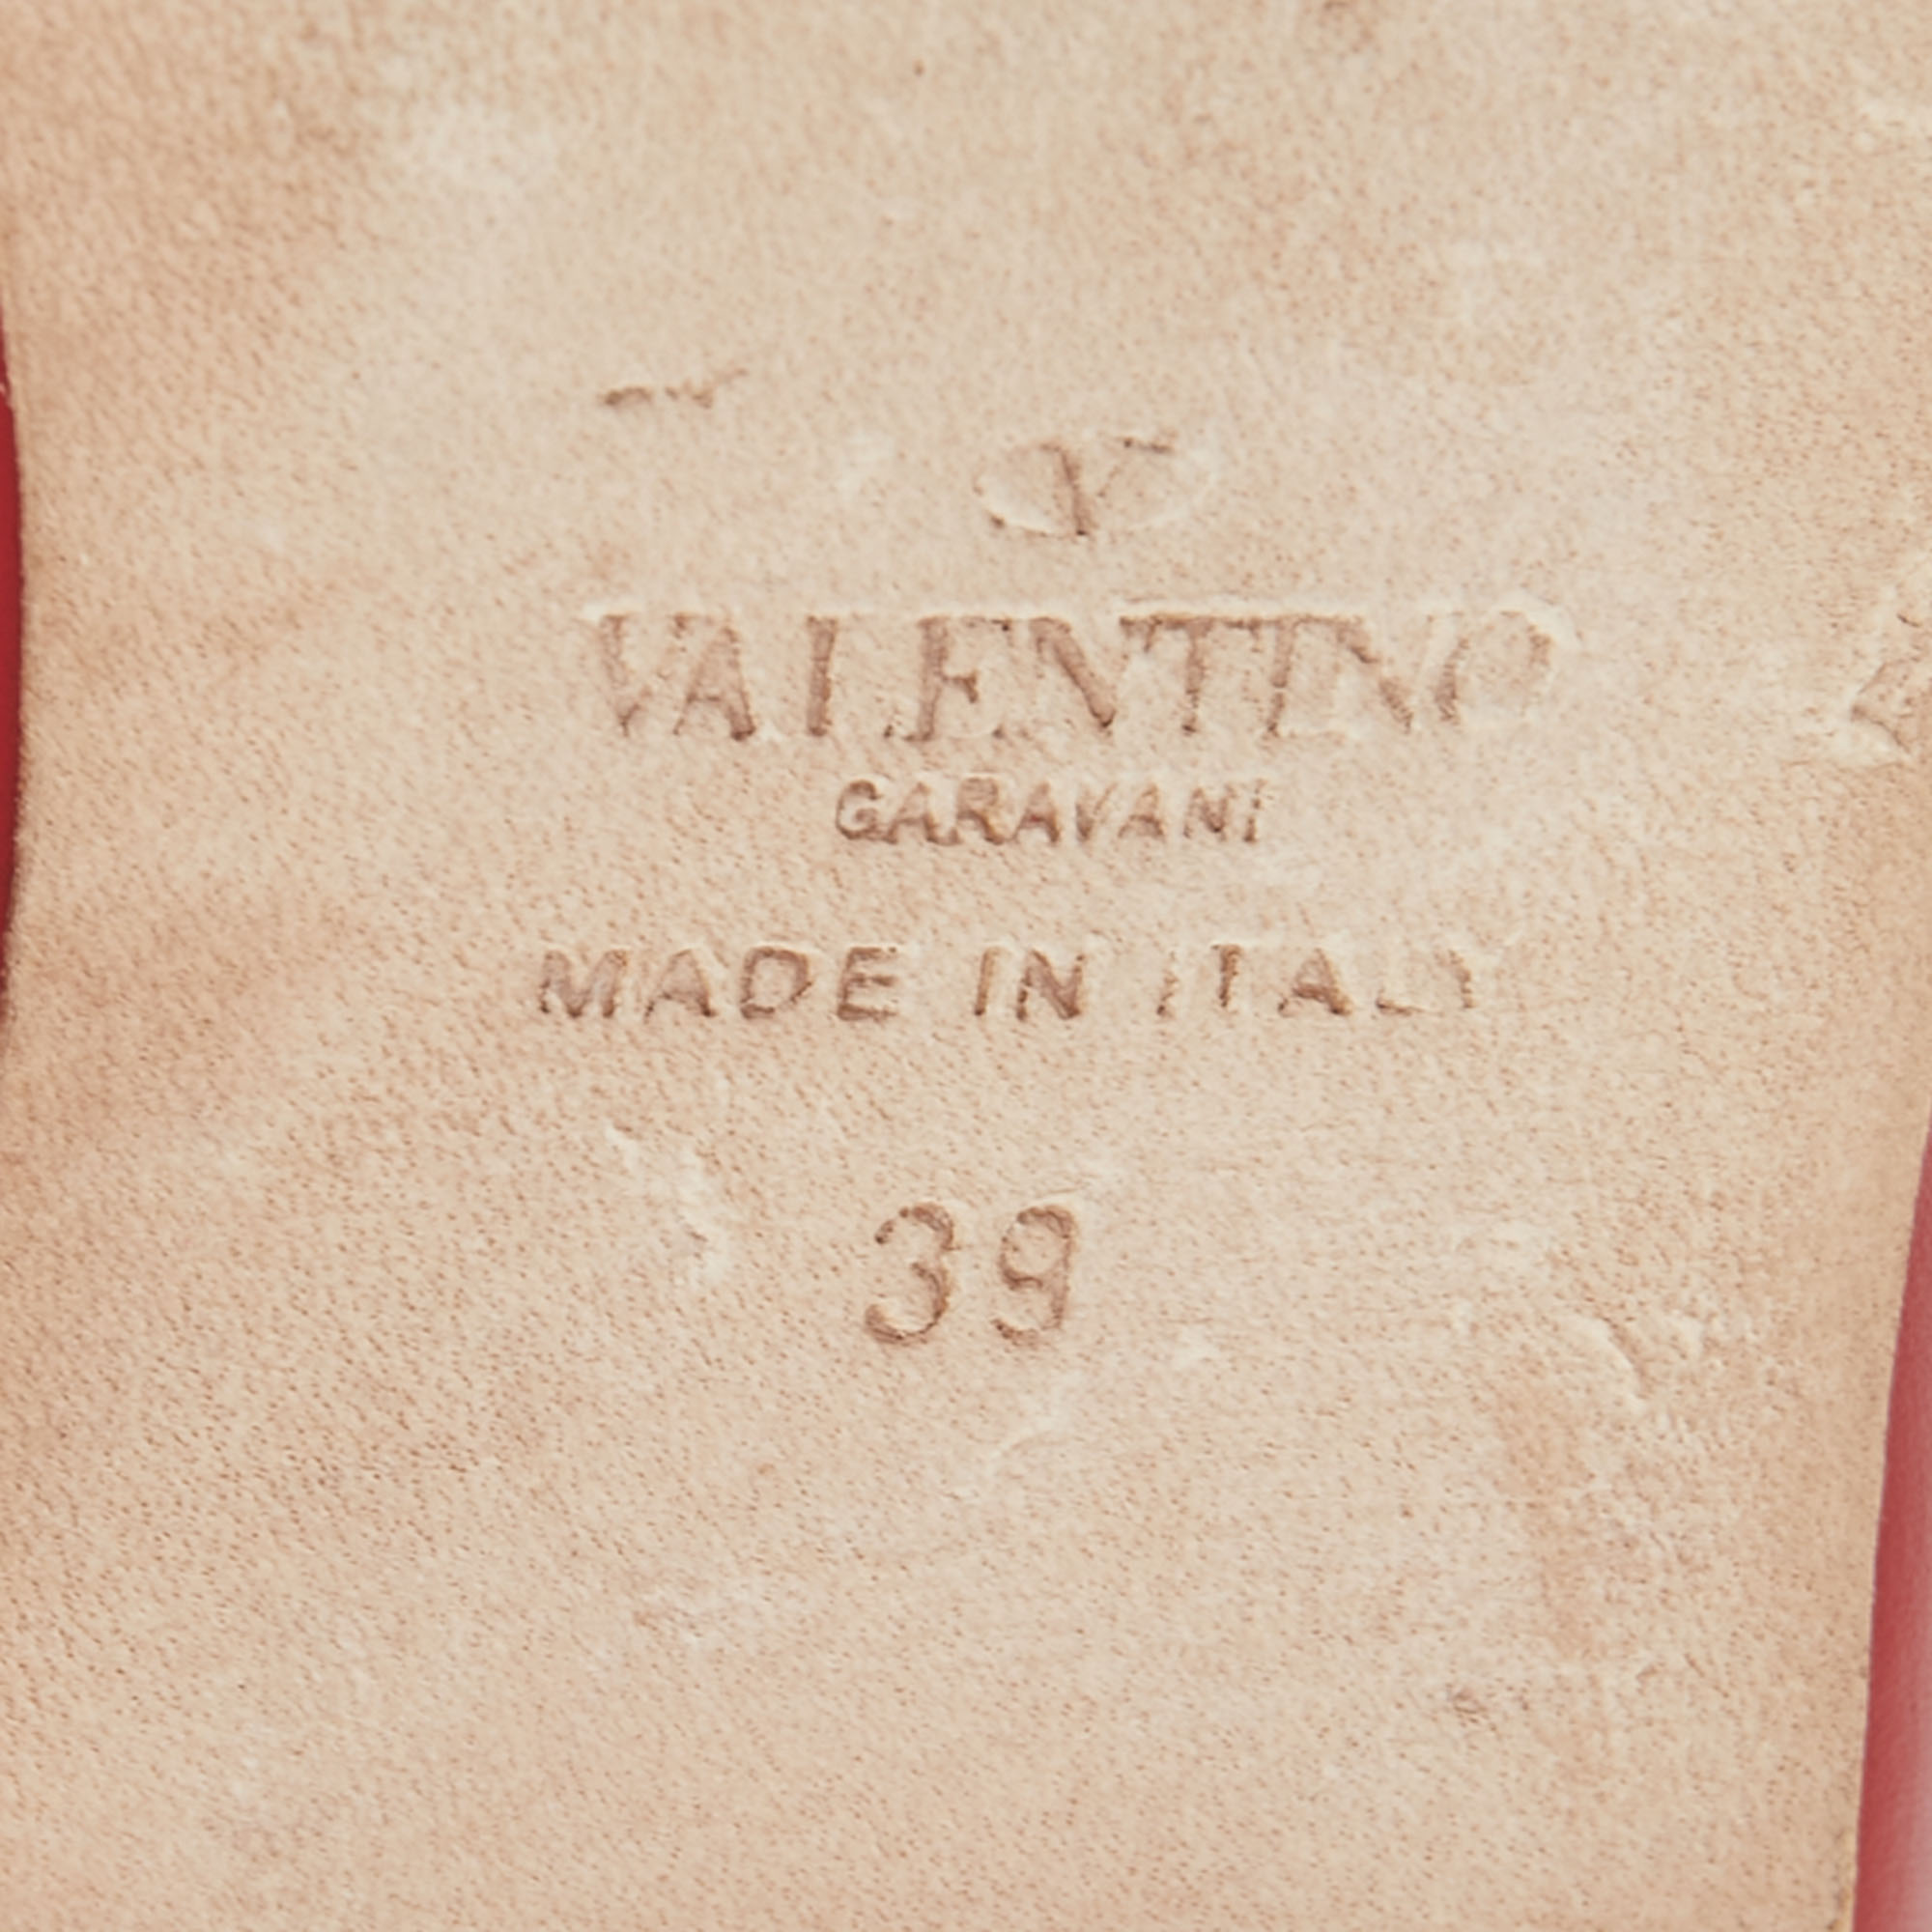 V
VALENTINO
GARAVANI
MADE IN ITALY
39